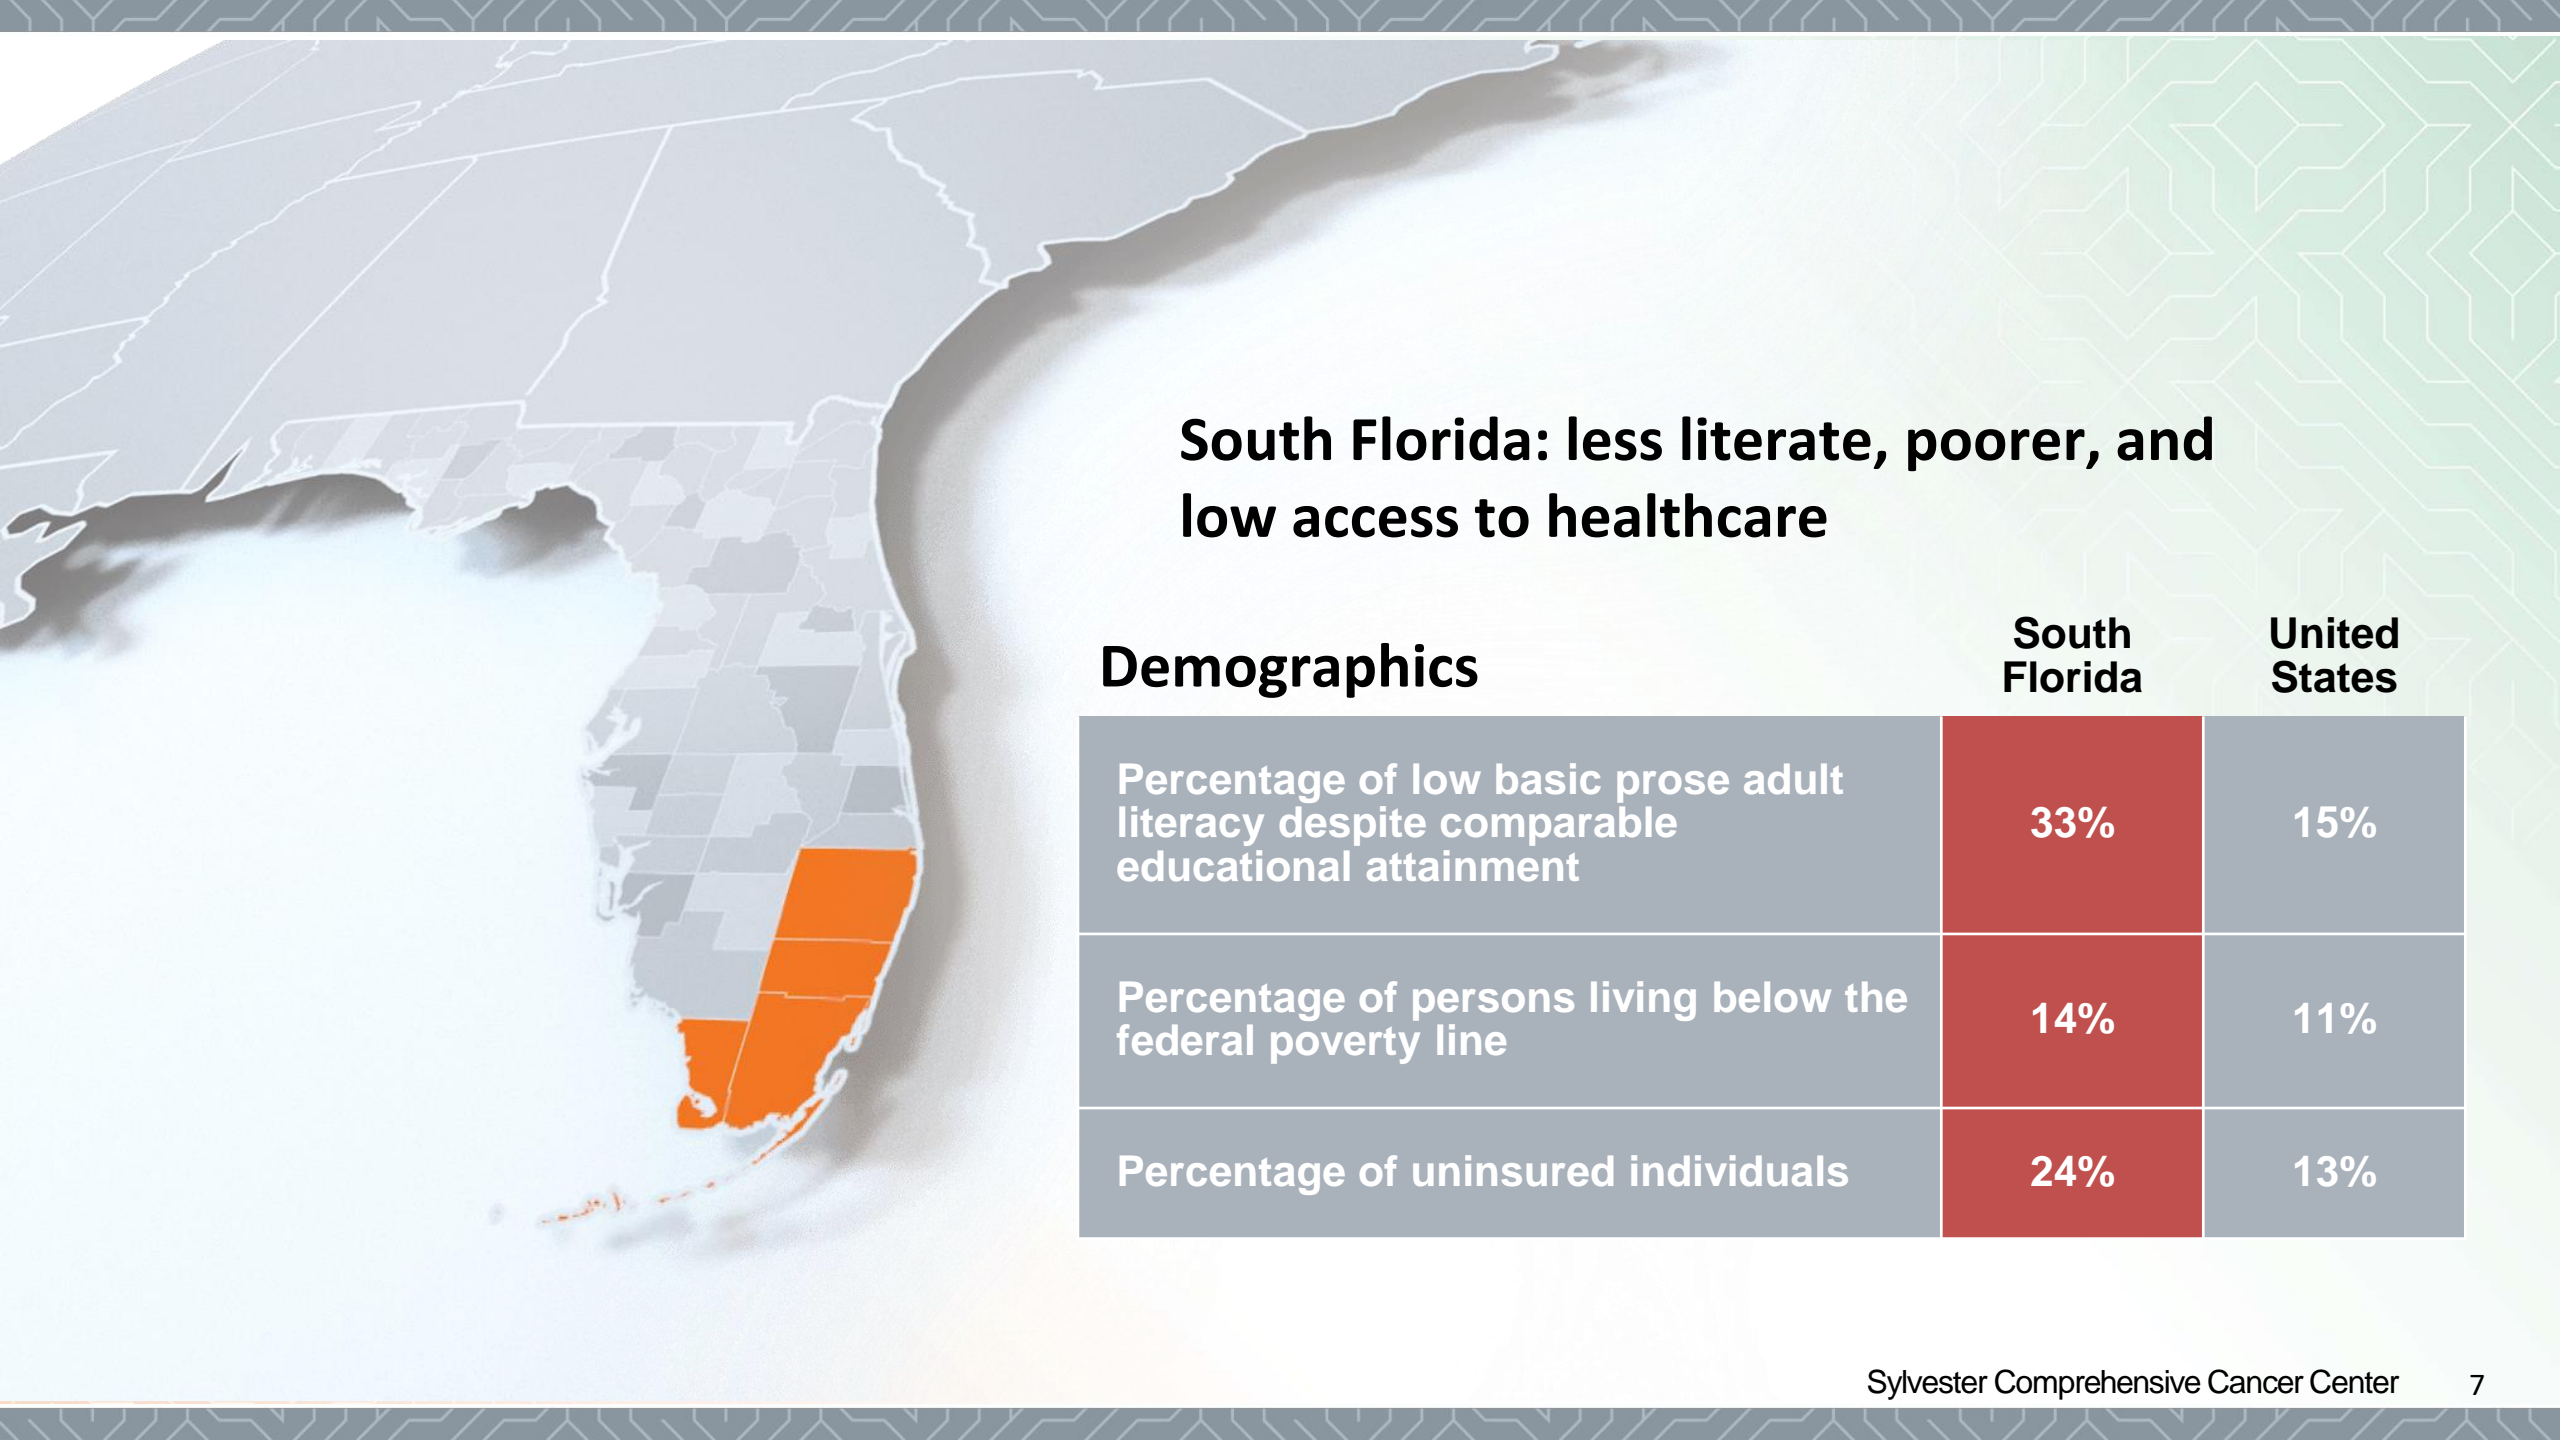 South Florida: less literate, poorer, and
low access to healthcare
Demographics
South
Florida
United
States
Percentage of low basic prose adult
literacy despite comparable
educational attainment
33%
15%
Percentage of persons living below the
federal poverty line
14%
11%
Percentage of uninsured individuals
24%
13%
Sylvester Comprehensive Cancer Center
7